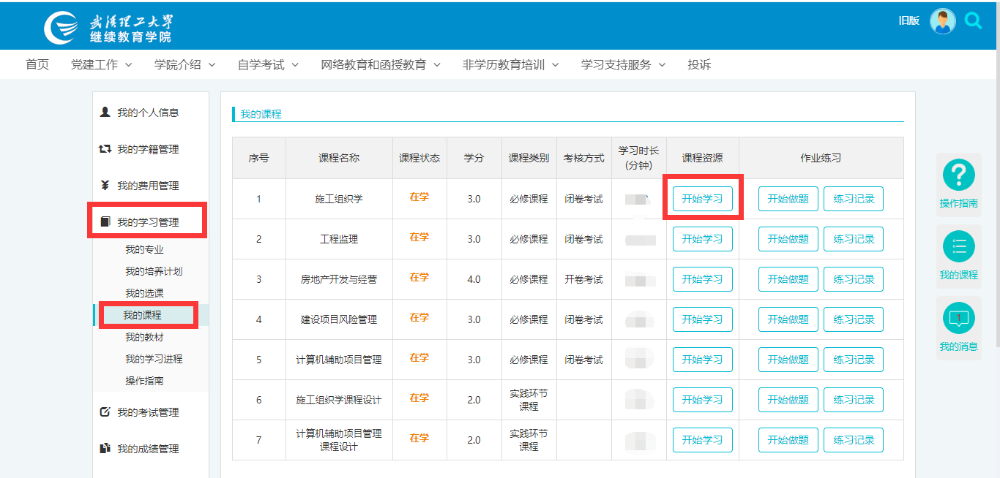 武汉理工大学
继续教育学院
旧版
首页 党建工作 学院介绍 自学考试 网络教育和函授教育 非学历教育培训 学习支持服务 投诉
我的个人信息
我的学籍管理
我的费用管理
我的学习管理
我的专业
我的培养计划
我的选课
我的课程
我的教材
我的学习进程
操作指南
我的考试管理
我的成绩管理
我的课程
序号 课程名称 课程状态 学分 课程类别 考核方式 学习时长(分钟) 课程资源 作业练习
1 施工组织学 在学 3.0 必修课程 闭卷考试 开始学习 开始做题 练习记录
2 工程监理 在学 3.0 必修课程 闭卷考试 开始学习 开始做题 练习记录
3 房地产开发与经营 在学 4.0 必修课程 开卷考试 开始学习 开始做题 练习记录
4 建设项目风险管理 在学 3.0 必修课程 闭卷考试 开始学习 开始做题 练习记录
5 计算机辅助项目管理 在学 3.0 必修课程 闭卷考试 开始学习 开始做题 练习记录
6 施工组织学课程设计 在学 2.0 实践环节课程 开始学习 开始做题 练习记录
7 计算机辅助项目管理课程设计 在学 2.0 实践环节课程 开始学习 开始做题 练习记录
?
操作指南
我的课程
1
我的消息